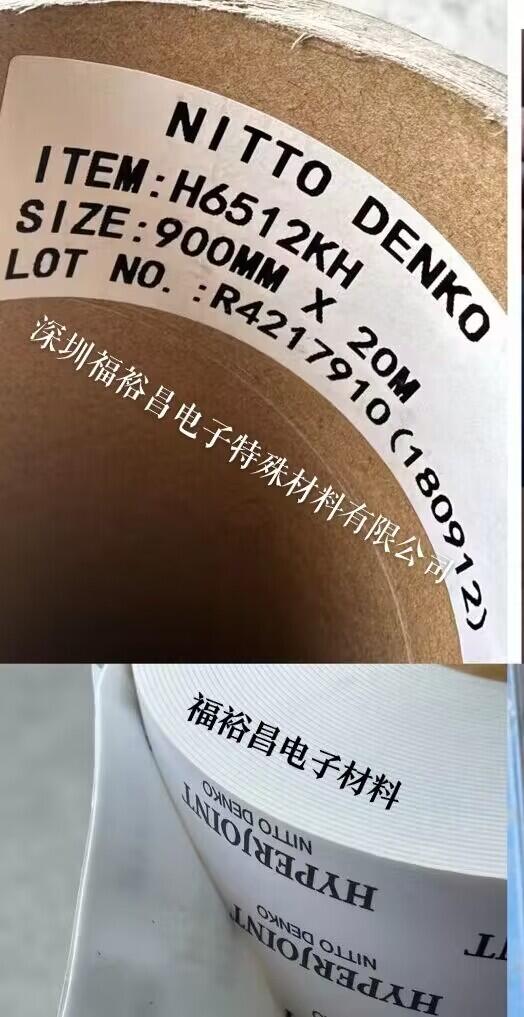 NITTO DENKO
ITEM:H6512KH
SIZE:900MM X 20M
LOT NO.:R4217910(180912)
深圳福裕昌电子特殊材料有限公司
福裕昌电子材料
NITTO DENKO
HYPERJOINT
NITTO DENKO
HYPERJOINT
NT